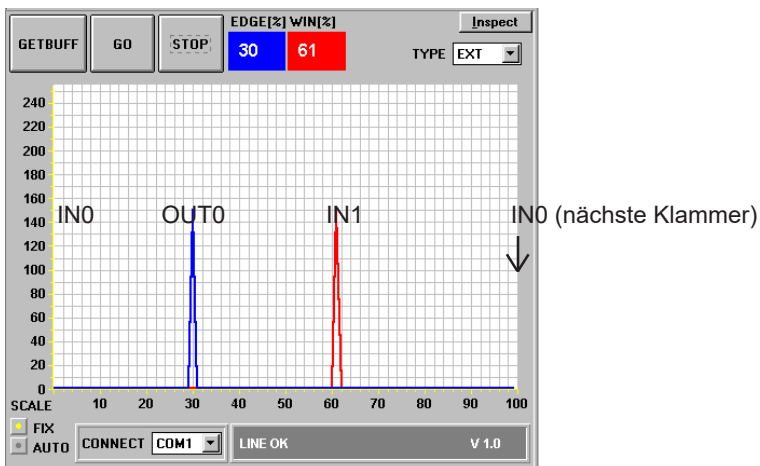 GETBUFF GO STOP EDGE[%] WIN[%] 30 61 Inspect
TYPE EXT
240
220
200
180
160
140 IN0 OUT0 IN1 IN0 (nächste Klammer)
120
100
80
60
40
20
0
SCALE 10 20 30 40 50 60 70 80 90 100
FIX
AUTO CONNECT COM1 LINE OK V 1.0